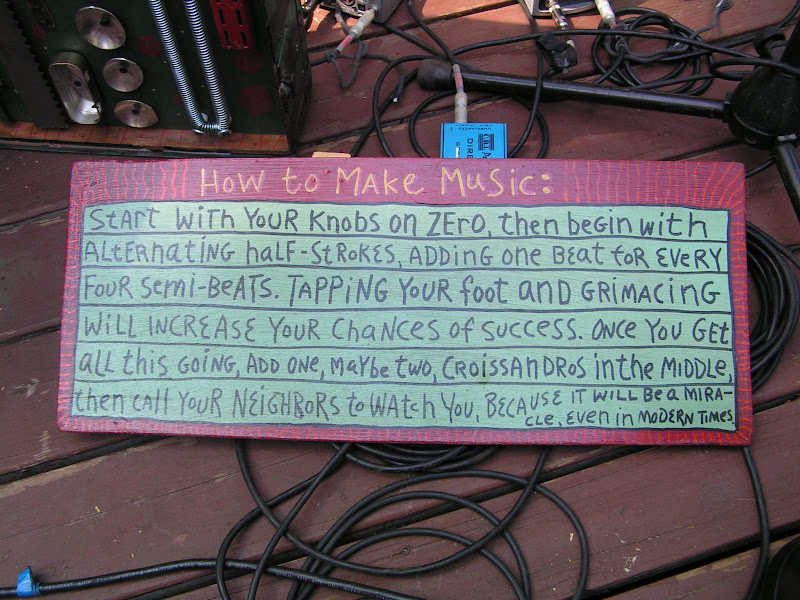 How to Make Music:
Start with your knobs on zero, then begin with
alternating half-strokes, adding one beat for every
four semi-beats. Tapping your foot and grimacing
will increase your chances of success. Once you get
all this going, add one, maybe two, croissandros in the middle,
then call your neighbors to watch you, because it will be a mira-
cle, even in modern times.
DIRE